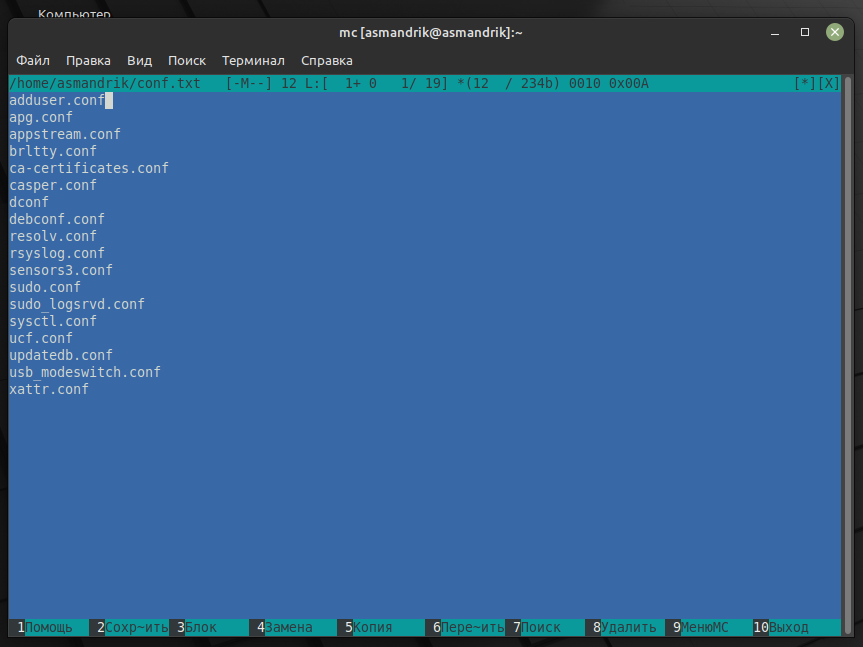 Компьютер
mc [asmandrik@asmandrik]:~
Файл Правка Вид Поиск Терминал Справка
/home/asmandrik/conf.txt [-M--] 12 L:[ 1+ 0 1/ 19] *(12 / 234b) 0010 0x00A [*][X]
adduser.conf
apg.conf
appstream.conf
brltty.conf
ca-certificates.conf
casper.conf
dconf
debconf.conf
resolv.conf
rsyslog.conf
sensors3.conf
sudo.conf
sudo_logsrvd.conf
sysctl.conf
ucf.conf
updatedb.conf
usb_modeswitch.conf
xattr.conf
1Помощь 2Сохр~ить 3Блок 4Замена 5Копия 6Пере~ить 7Поиск 8Удалить 9МенюMC 10Выход